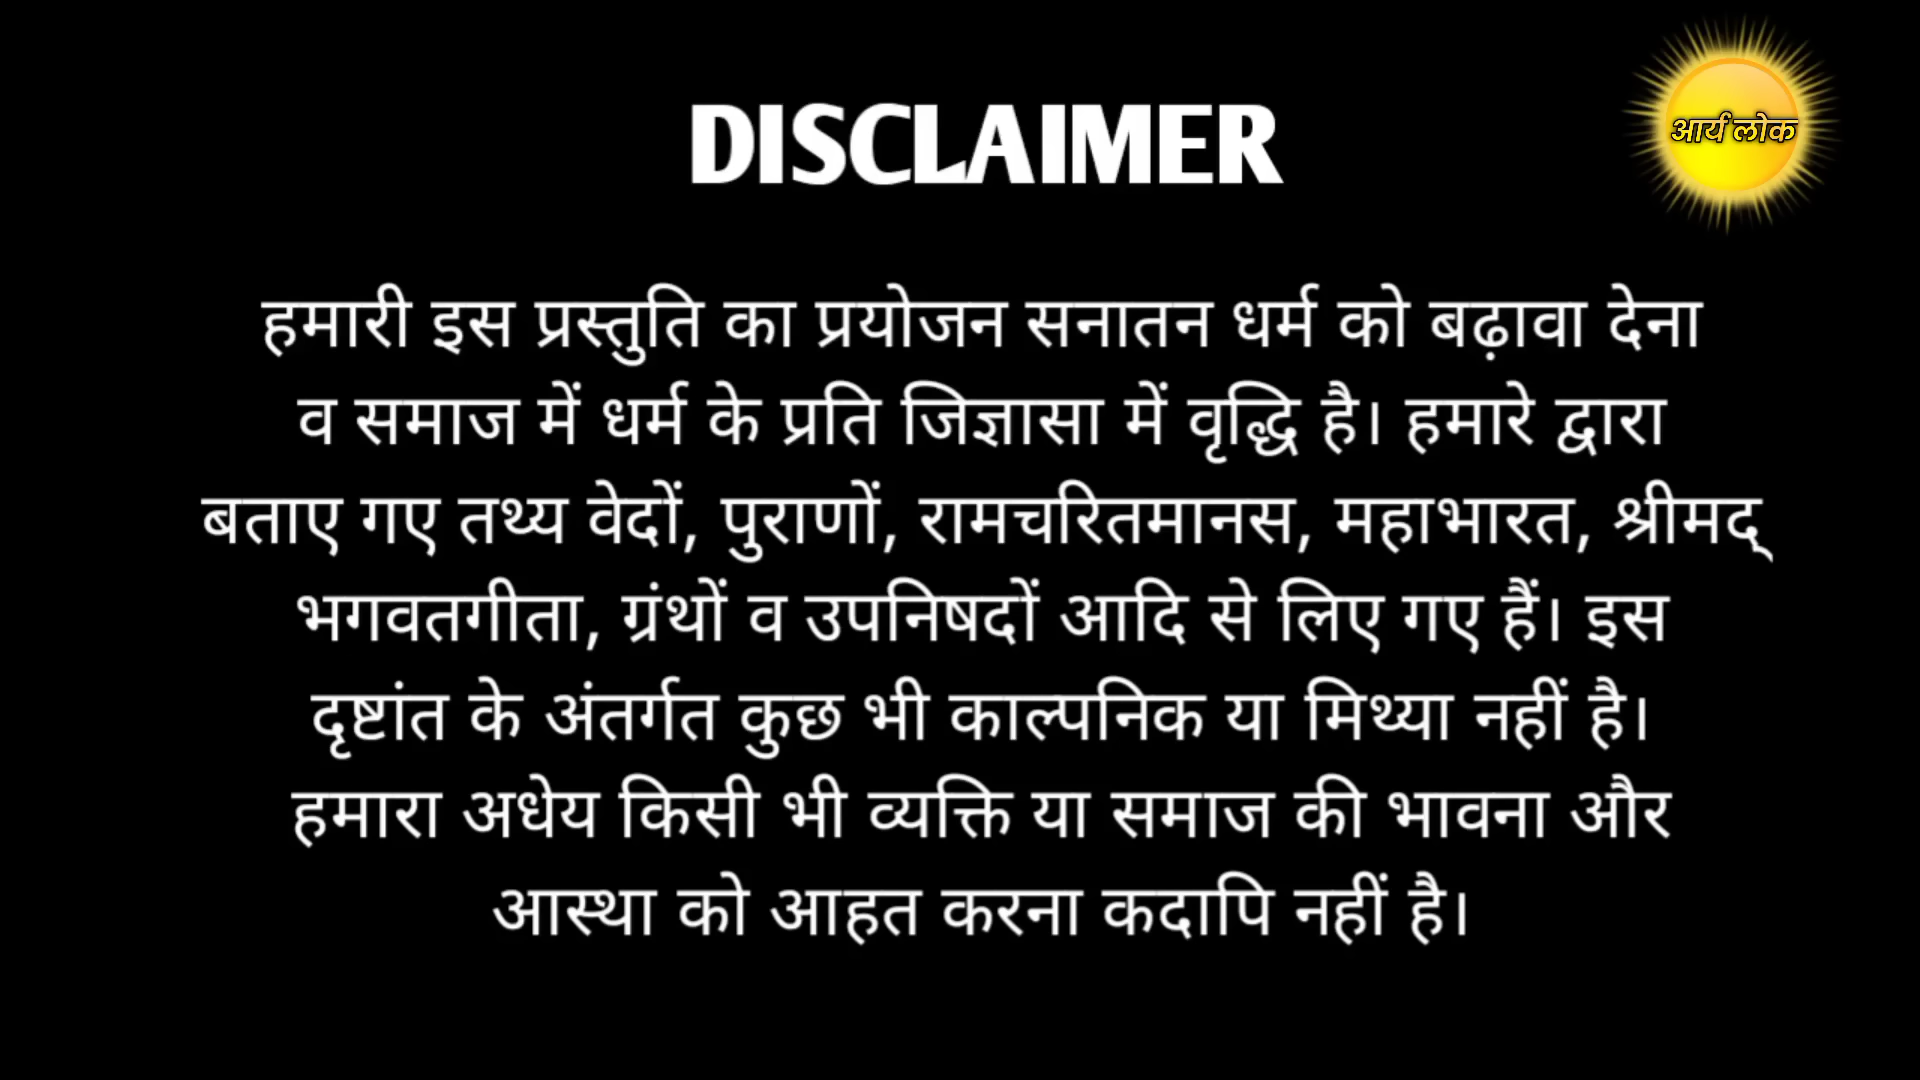 DISCLAIMER
आर्य लोक
हमारी इस प्रस्तुति का प्रयोजन सनातन धर्म को बढ़ावा देना
व समाज में धर्म के प्रति जिज्ञासा में वृद्धि है। हमारे द्वारा
बताए गए तथ्य वेदों, पुराणों, रामचरितमानस, महाभारत, श्रीमद्
भगवतगीता, ग्रंथों व उपनिषदों आदि से लिए गए हैं। इस
दृष्टांत के अंतर्गत कुछ भी काल्पनिक या मिथ्या नहीं है।
हमारा अधेय किसी भी व्यक्ति या समाज की भावना और
आस्था को आहत करना कदापि नहीं है।